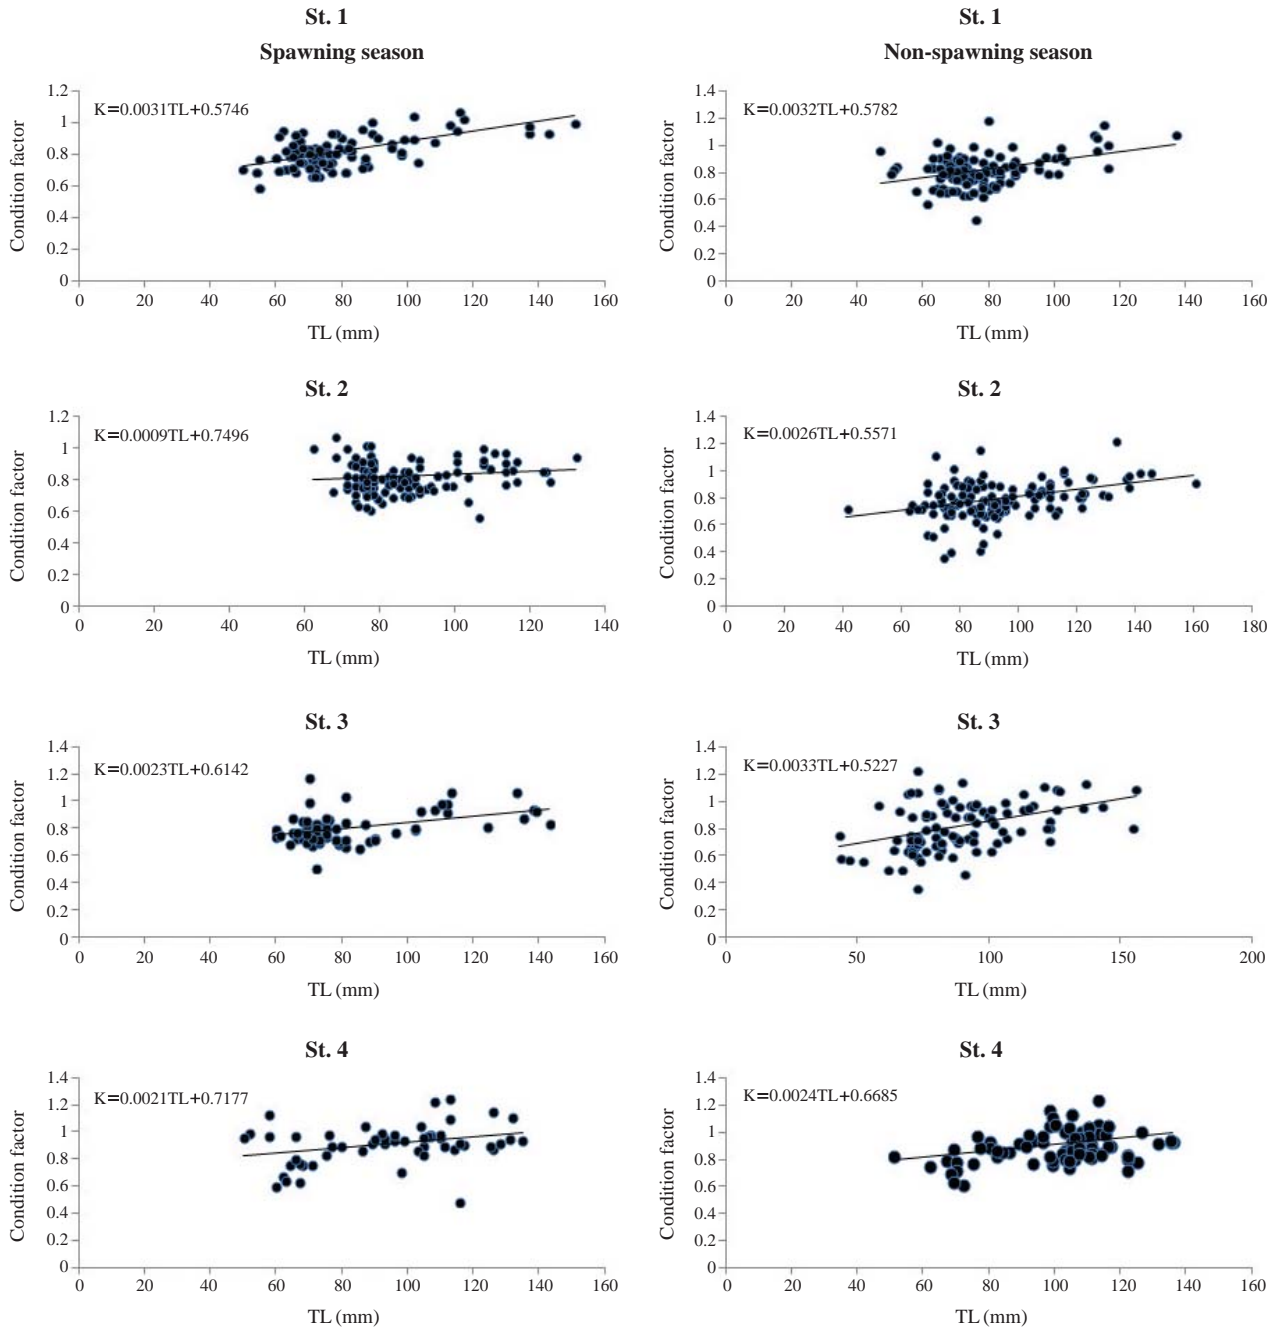 St. 1
Spawning season
K=0.0031TL+0.5746
Condition factor
1.2
1
0.8
0.6
0.4
0.2
0
0 20 40 60 80 100 120 140 160
TL (mm)
St. 1
Non-spawning season
K=0.0032TL+0.5782
Condition factor
1.4
1.2
1
0.8
0.6
0.4
0.2
0
0 20 40 60 80 100 120 140 160
TL (mm)
St. 2
K=0.0009TL+0.7496
Condition factor
1.2
1
0.8
0.6
0.4
0.2
0
0 20 40 60 80 100 120 140
TL (mm)
St. 2
K=0.0026TL+0.5571
Condition factor
1.4
1.2
1
0.8
0.6
0.4
0.2
0
0 20 40 60 80 100 120 140 160 180
TL (mm)
St. 3
K=0.0023TL+0.6142
Condition factor
1.4
1.2
1
0.8
0.6
0.4
0.2
0
0 20 40 60 80 100 120 140 160
TL (mm)
St. 3
K=0.0033TL+0.5227
Condition factor
1.4
1.2
1
0.8
0.6
0.4
0.2
0
0 50 100 150 200
TL (mm)
St. 4
K=0.0021TL+0.7177
Condition factor
1.4
1.2
1
0.8
0.6
0.4
0.2
0
0 20 40 60 80 100 120 140 160
TL (mm)
St. 4
K=0.0024TL+0.6685
Condition factor
1.4
1.2
1
0.8
0.6
0.4
0.2
0
0 20 40 60 80 100 120 140 160
TL (mm)